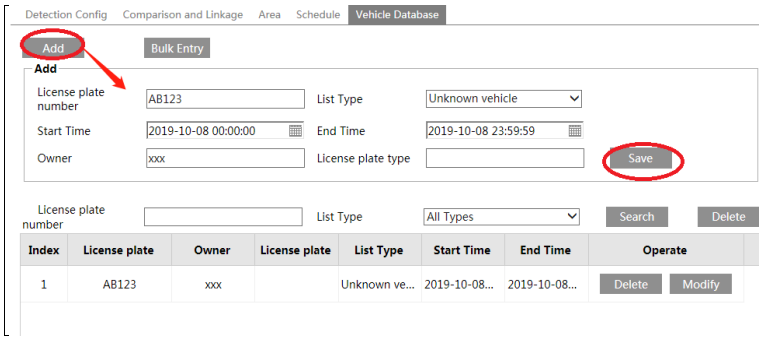 Detection Config Comparison and Linkage Area Schedule Vehicle Database
Add Bulk Entry
Add
License plate number AB123 List Type Unknown vehicle
Start Time 2019-10-08 00:00:00 End Time 2019-10-08 23:59:59
Owner xxx License plate type Save
License plate number List Type All Types Search Delete
Index License plate Owner License plate List Type Start Time End Time Operate
1 AB123 xxx Unknown ve... 2019-10-08... 2019-10-08... Delete Modify